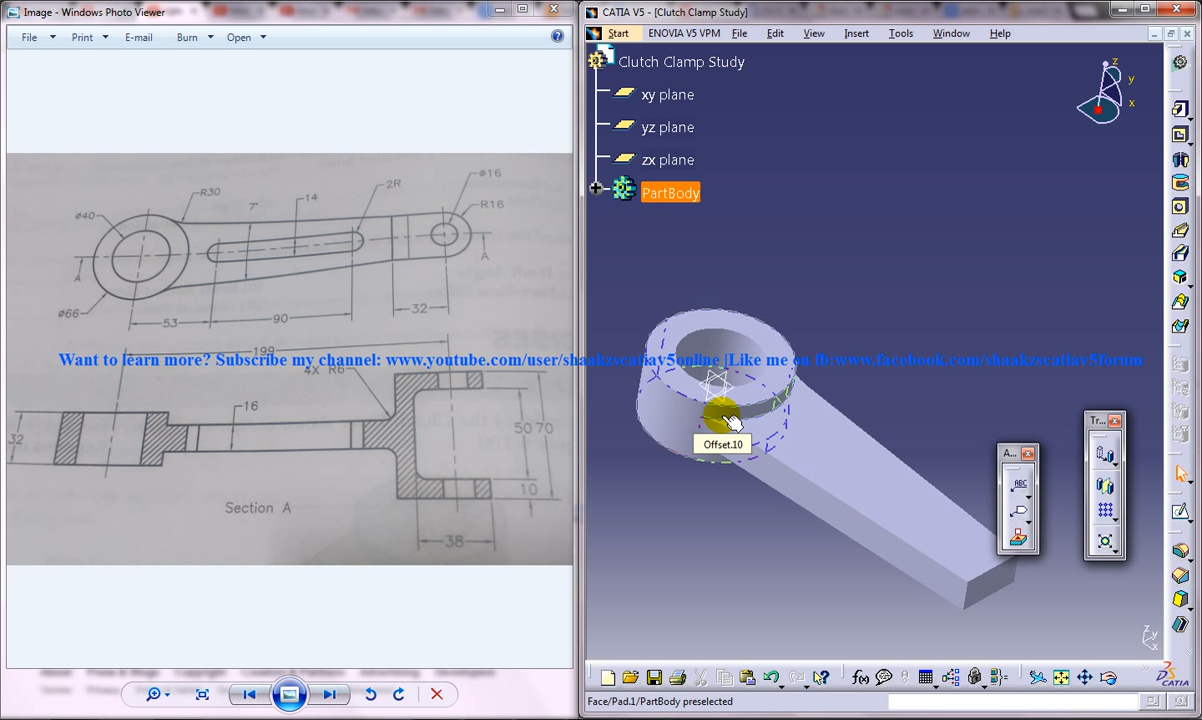 Image - Windows Photo Viewer
File Print E-mail Burn Open
R30
14
2R
ø16
R16
ø40
7°
A
A
ø66
53
90
32
199
4X R6
16
32
50
70
10
38
Section A
CATIA V5 - [Clutch Clamp Study]
Start ENOVIA V5 VPM File Edit View Insert Tools Window Help
Clutch Clamp Study
xy plane
yz plane
zx plane
PartBody
z
y
x
Want to learn more? Subscribe my channel: www.youtube.com/user/shaakzscatiav5online |Like me on fb:www.facebook.com/shaakzscatiav5forum
Offset.10
A...
ABC
Tr...
f(x)
z
y
x
CATIA
Face/Pad.1/PartBody preselected